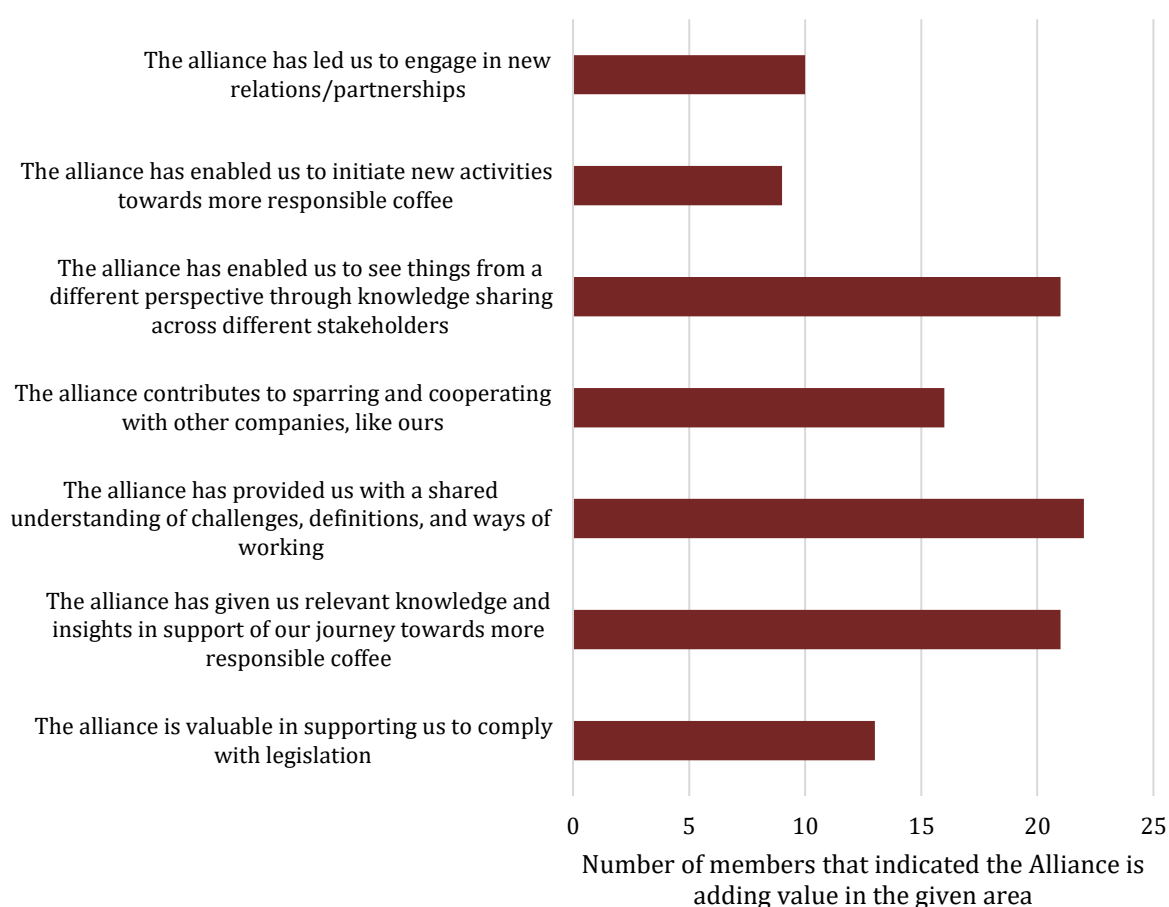 The alliance has led us to engage in new
relations/partnerships
The alliance has enabled us to initiate new activities
towards more responsible coffee
The alliance has enabled us to see things from a
different perspective through knowledge sharing
across different stakeholders
The alliance contributes to sparring and cooperating
with other companies, like ours
The alliance has provided us with a shared
understanding of challenges, definitions, and ways of
working
The alliance has given us relevant knowledge and
insights in support of our journey towards more
responsible coffee
The alliance is valuable in supporting us to comply
with legislation
0 5 10 15 20 25
Number of members that indicated the Alliance is
adding value in the given area